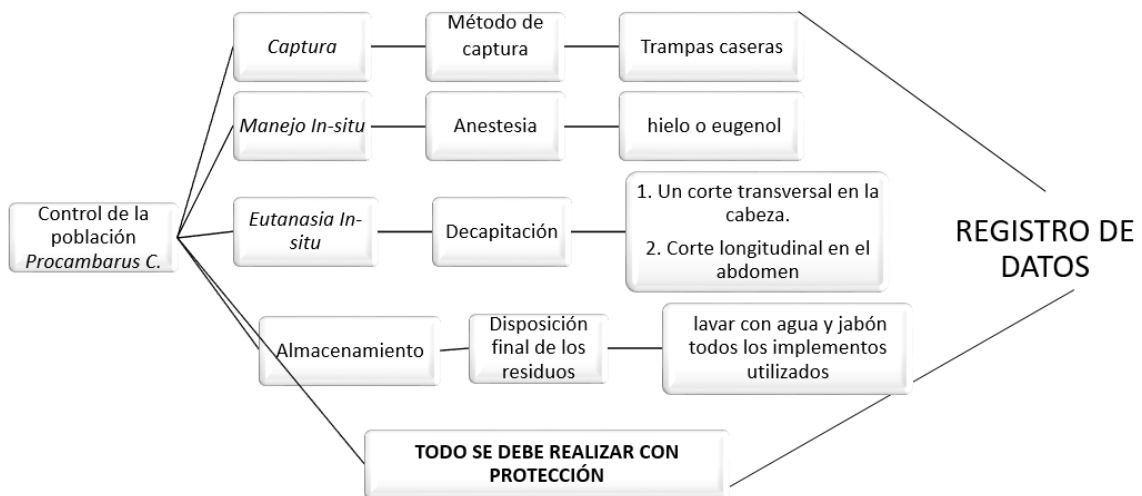 Control de la
población
Procambarus C.
Captura
Método de
captura
Trampas caseras
Manejo In-situ
Anestesia
hielo o eugenol
Eutanasia In-
situ
Decapitación
1. Un corte transversal en la
cabeza.
2. Corte longitudinal en el
abdomen
Almacenamiento
Disposición
final de los
residuos
lavar con agua y jabón
todos los implementos
utilizados
TODO SE DEBE REALIZAR CON
PROTECCIÓN
REGISTRO DE
DATOS